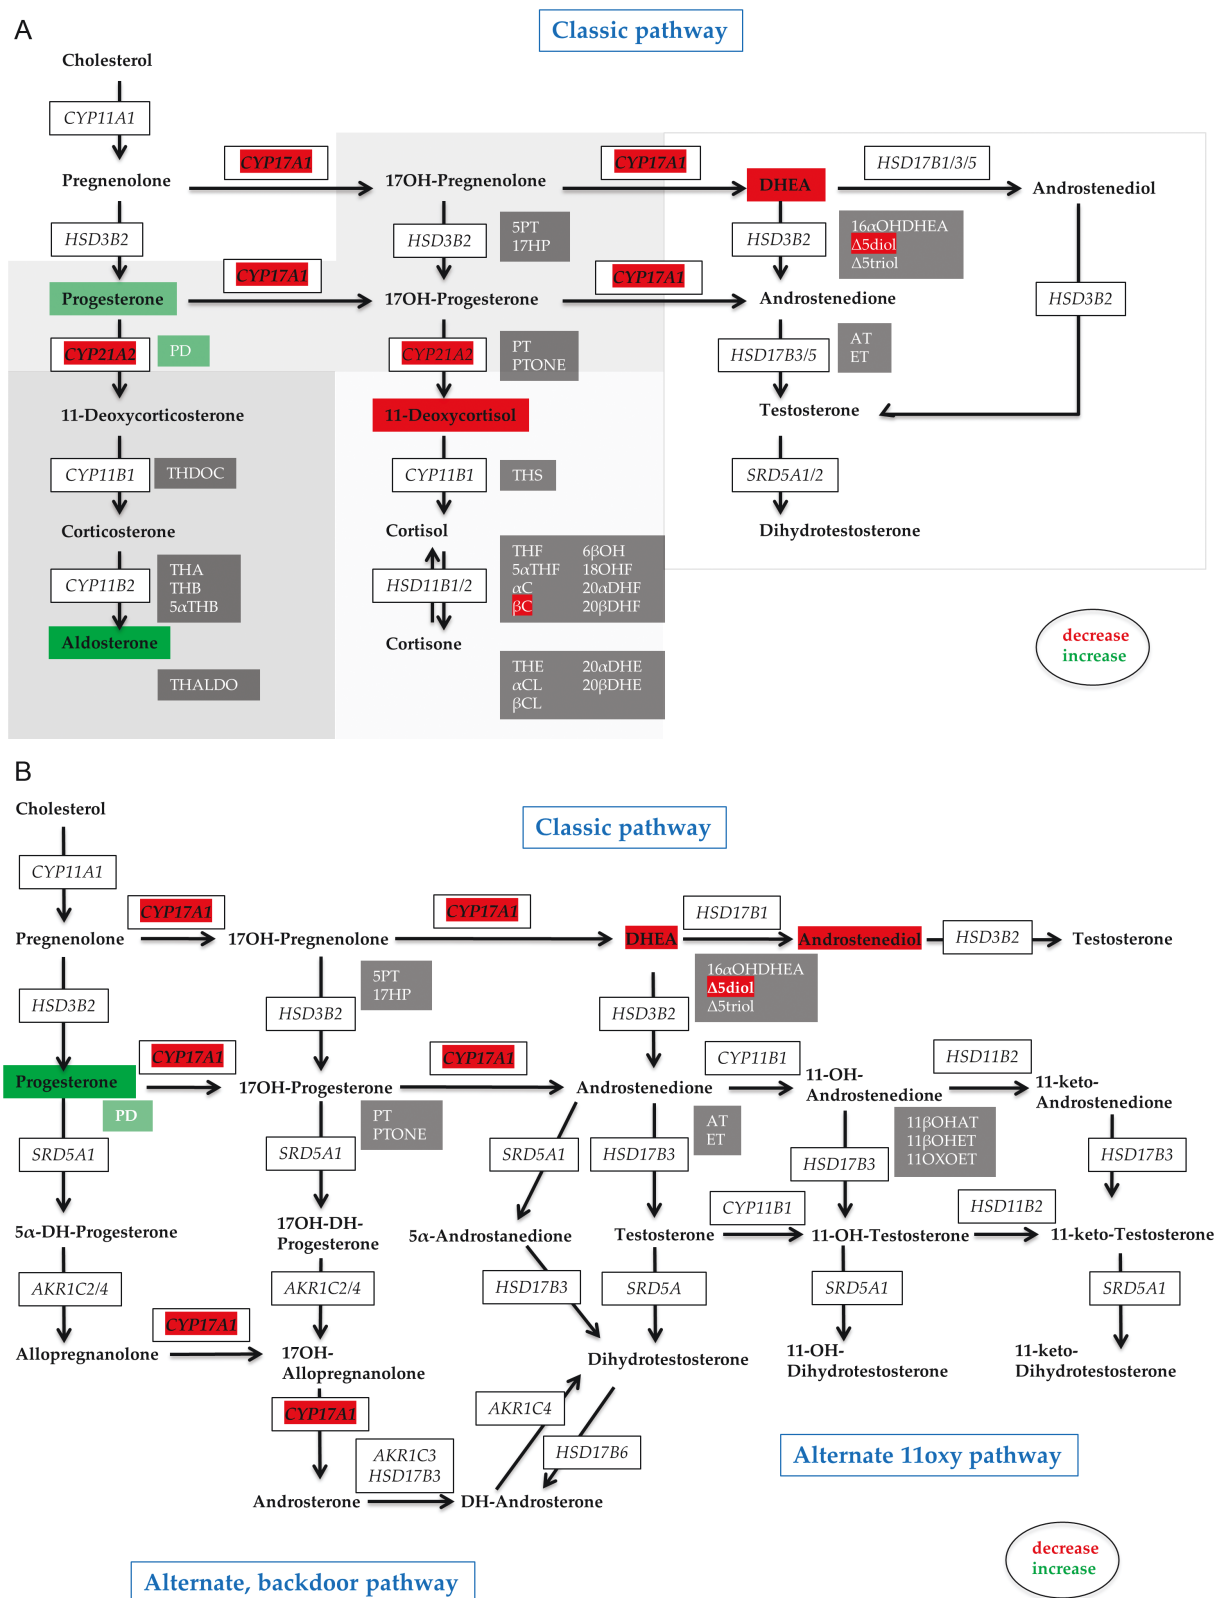 A
Classic pathway
Cholesterol
CYP11A1
CYP17A1
CYP17A1
HSD17B1/3/5
Pregnenolone
17OH-Pregnenolone
DHEA
Androstenediol
HSD3B2
HSD3B2
5PT
17HP
HSD3B2
16αOHDHEA
Δ5diol
Δ5triol
CYP17A1
CYP17A1
Progesterone
17OH-Progesterone
Androstenedione
HSD3B2
CYP21A2
PD
CYP21A2
PT
PTONE
HSD17B3/5
AT
ET
11-Deoxycorticosterone
11-Deoxycortisol
Testosterone
CYP11B1
THDOC
CYP11B1
THS
SRD5A1/2
Corticosterone
Cortisol
Dihydrotestosterone
CYP11B2
THA
THB
5αTHB
HSD11B1/2
THF 6βOH
5αTHF 18OHF
αC 20αDHF
βC 20βDHF
Aldosterone
Cortisone
THALDO
THE 20αDHE
αCL 20βDHE
βCL
decrease
increase
B
Cholesterol
Classic pathway
CYP11A1
CYP17A1
CYP17A1
HSD17B1
Pregnenolone
17OH-Pregnenolone
DHEA
Androstenediol
HSD3B2
Testosterone
HSD3B2
5PT
17HP
HSD3B2
16αOHDHEA
Δ5diol
Δ5triol
HSD3B2
CYP17A1
CYP17A1
CYP11B1
HSD11B2
Progesterone
17OH-Progesterone
Androstenedione
11-OH-
Androstenedione
11-keto-
Androstenedione
PD
PT
PTONE
AT
ET
11βOHAT
11βOHET
11OXOET
SRD5A1
SRD5A1
SRD5A1
HSD17B3
HSD17B3
HSD17B3
CYP11B1
HSD11B2
5α-DH-Progesterone
17OH-DH-
Progesterone
5α-Androstanedione
Testosterone
11-OH-Testosterone
11-keto-Testosterone
AKR1C2/4
AKR1C2/4
HSD17B3
SRD5A
SRD5A1
SRD5A1
CYP17A1
Allopregnanolone
17OH-
Allopregnanolone
Dihydrotestosterone
11-OH-
Dihydrotestosterone
11-keto-
Dihydrotestosterone
CYP17A1
AKR1C4
AKR1C3
HSD17B3
HSD17B6
Alternate 11oxy pathway
Androsterone
DH-Androsterone
decrease
increase
Alternate, backdoor pathway